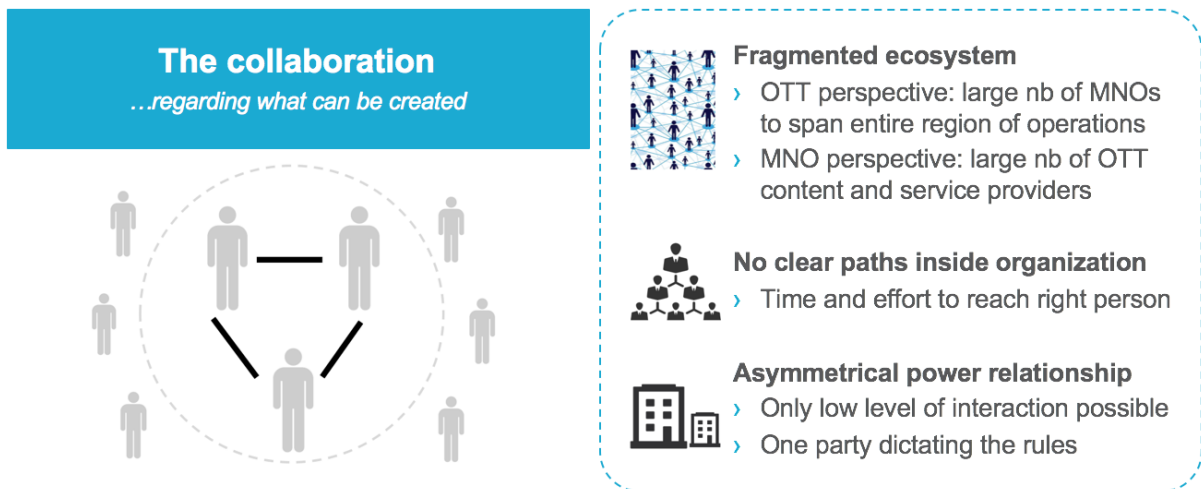 The collaboration
...regarding what can be created
Fragmented ecosystem
› OTT perspective: large nb of MNOs
to span entire region of operations
› MNO perspective: large nb of OTT
content and service providers
No clear paths inside organization
› Time and effort to reach right person
Asymmetrical power relationship
› Only low level of interaction possible
› One party dictating the rules